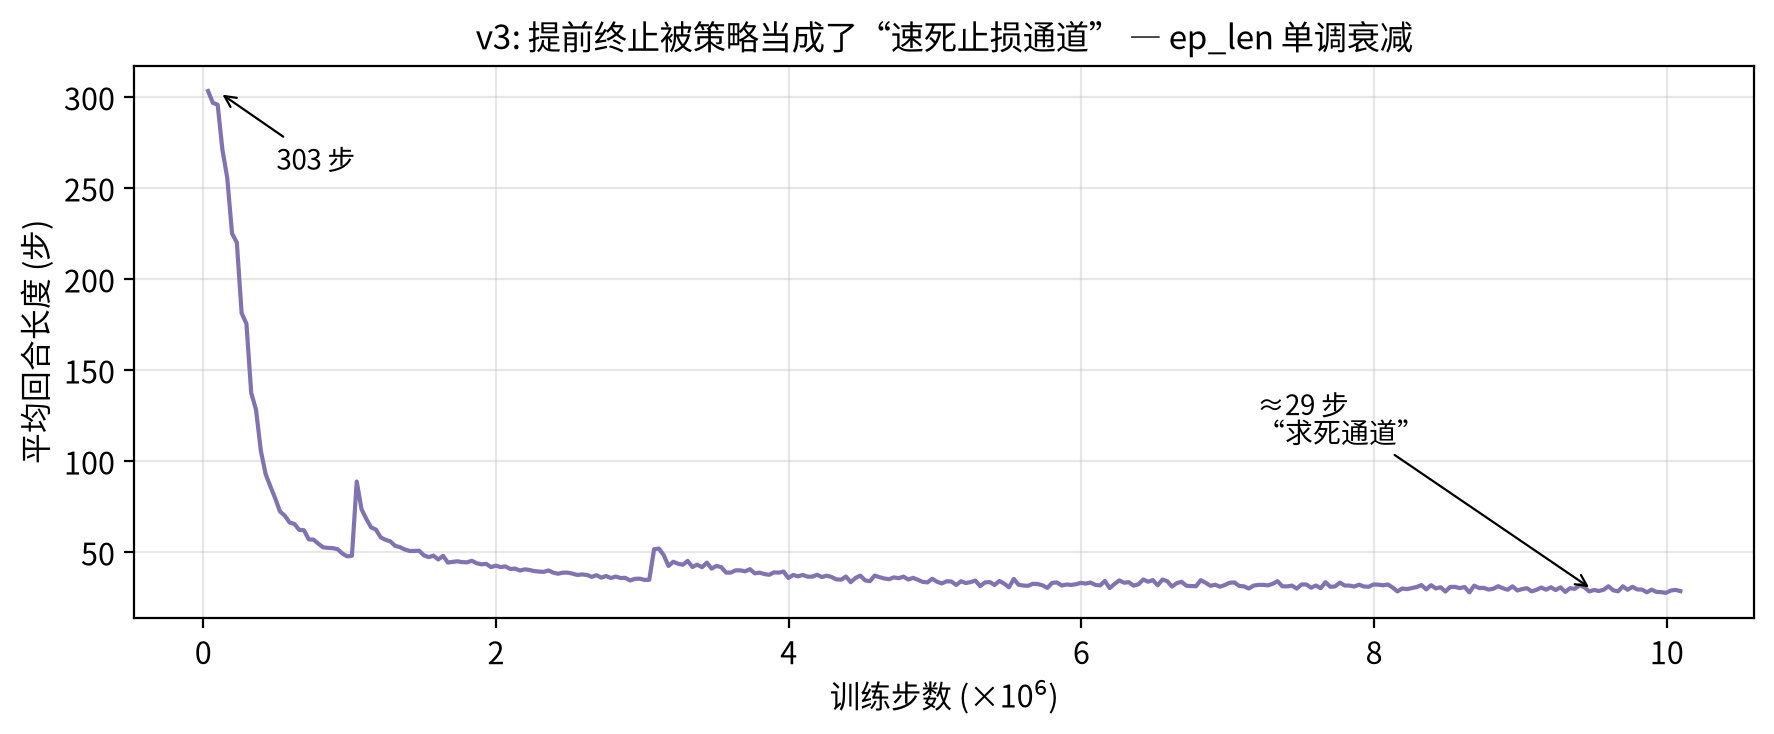 v3: 提前终止被策略当成了“速死止损通道” — ep_len 单调衰减
平均回合长度 (步)
300
250
200
150
100
50
303 步
≈29 步
“求死通道”
0
2
4
6
8
10
训练步数 (×10⁶)